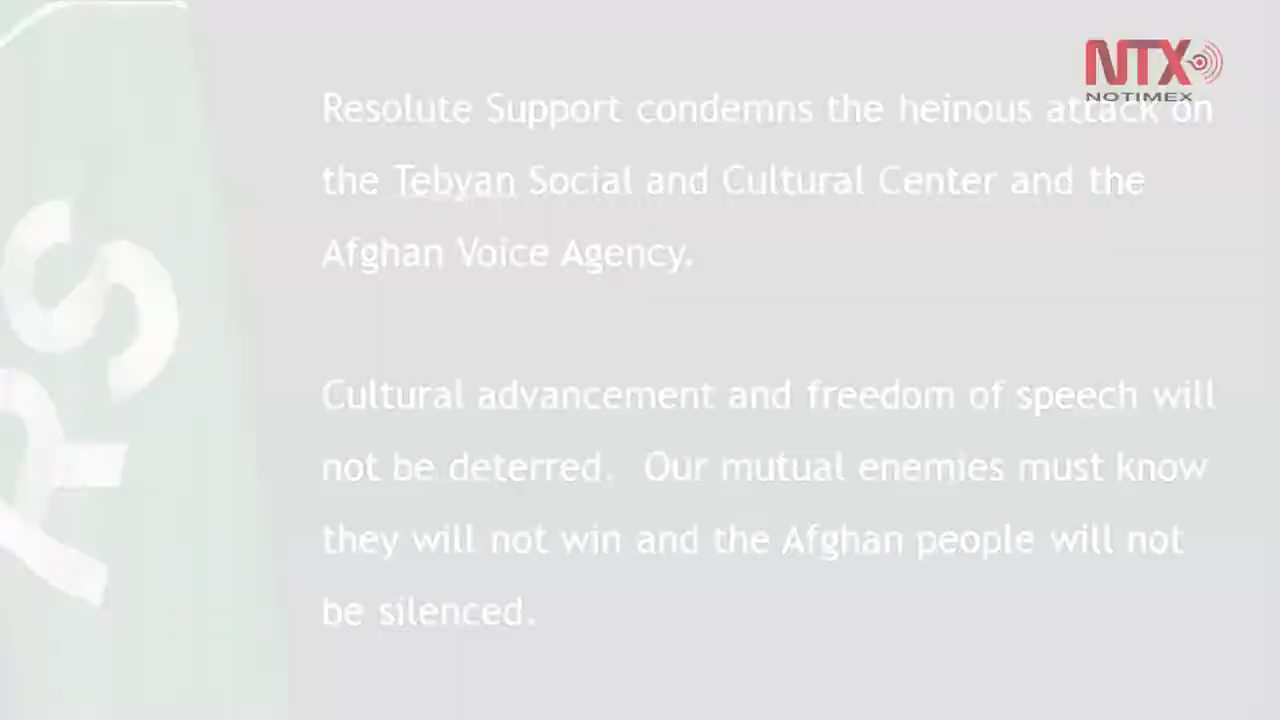 NTX
NOTIMEX
Resolute Support condemns the heinous attack on
the Tebyan Social and Cultural Center and the
Afghan Voice Agency.
Cultural advancement and freedom of speech will
not be deterred. Our mutual enemies must know
they will not win and the Afghan people will not
be silenced.
RS